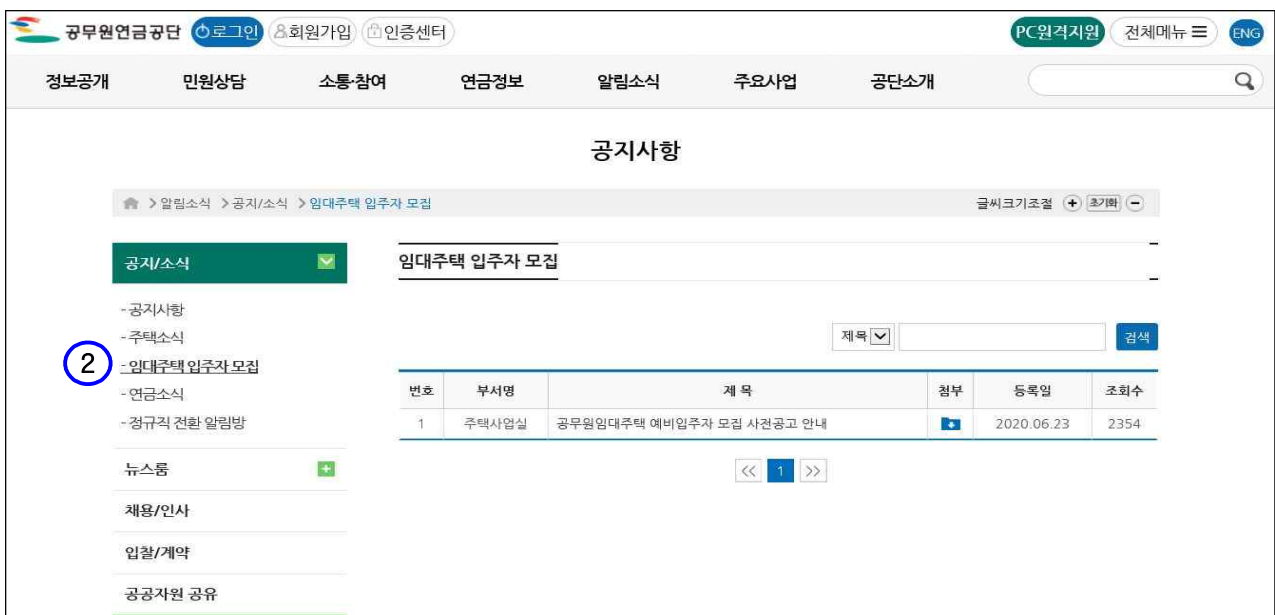 공무원연금공단 로그인 회원가입 인증센터 PC원격지원 전체메뉴 ENG
정보공개 민원상담 소통·참여 연금정보 알림소식 주요사업 공단소개
공지사항
>알림소식 >공지/소식 >임대주택 입주자 모집 글씨크기조절 + 초기화 -
공지/소식
-공지사항
-주택소식
2 -임대주택 입주자 모집
-연금소식
-정규직 전환 알림방
뉴스룸 +
채용/인사
입찰/계약
공공자원 공유
임대주택 입주자 모집
제목 검색
번호 부서명 제 목 첨부 등록일 조회수
1 주택사업실 공무원임대주택 예비입주자 모집 사전공고 안내 2020.06.23 2354
<< 1 >>